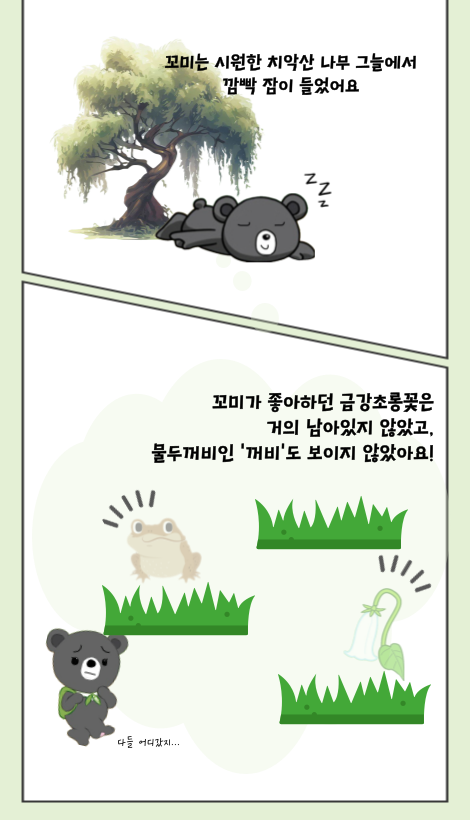 꼬미는 시원한 치악산 나무 그늘에서
깜빡 잠이 들었어요
z
z
z
꼬미가 좋아하던 금강초롱꽃은
거의 남아있지 않았고,
물두꺼비인 '꺼비'도 보이지 않았아요!
다들 어디갔지...